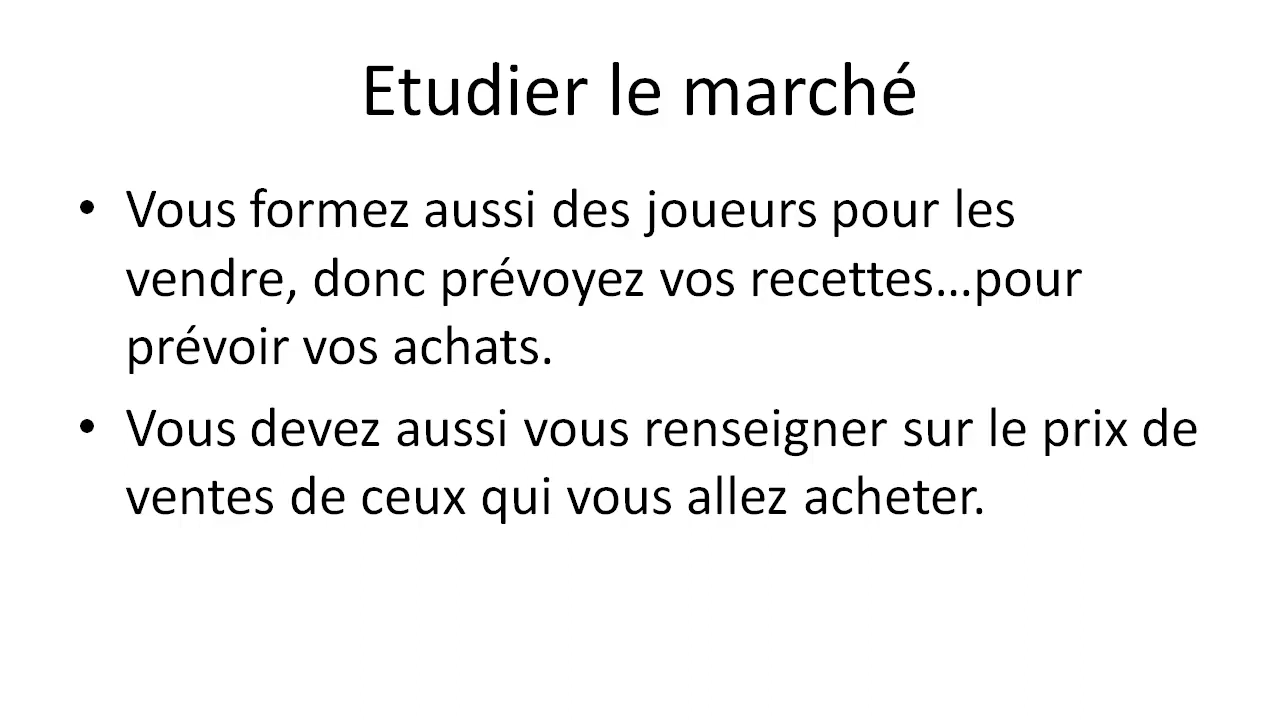 Etudier le marché
• Vous formez aussi des joueurs pour les
vendre, donc prévoyez vos recettes…pour
prévoir vos achats.
• Vous devez aussi vous renseigner sur le prix de
ventes de ceux qui vous allez acheter.